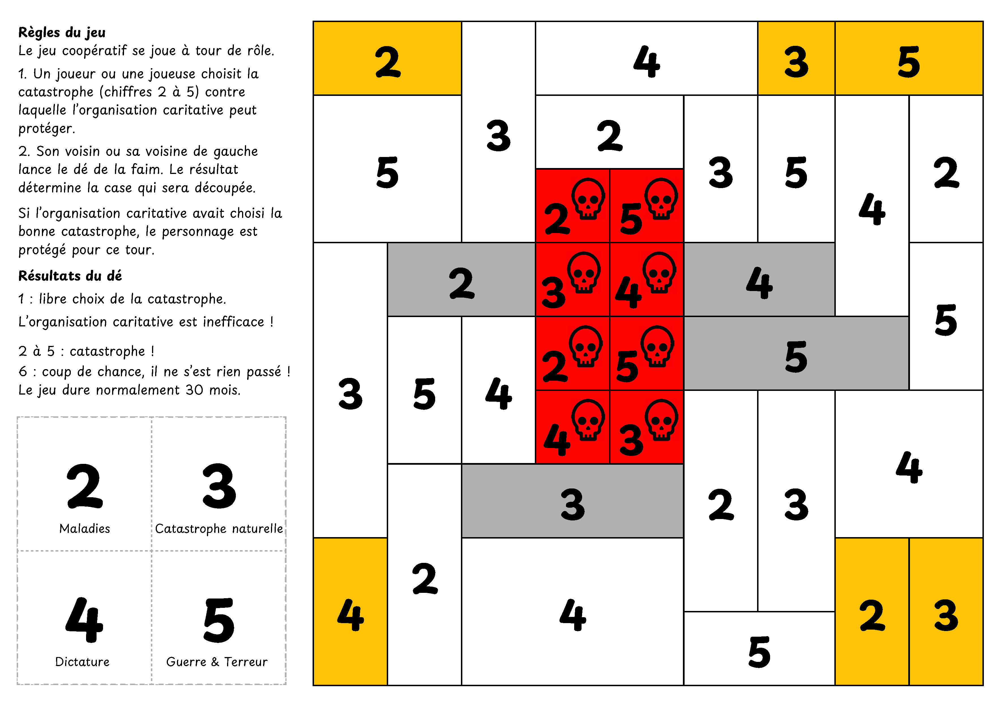 Règles du jeu
Le jeu coopératif se joue à tour de rôle.
1. Un joueur ou une joueuse choisit la
catastrophe (chiffres 2 à 5) contre
laquelle l'organisation caritative peut
protéger.
2. Son voisin ou sa voisine de gauche
lance le dé de la faim. Le résultat
détermine la case qui sera découpée.
Si l'organisation caritative avait choisi la
bonne catastrophe, le personnage est
protégé pour ce tour.
Résultats du dé
1 : libre choix de la catastrophe.
L'organisation caritative est inefficace !
2 à 5 : catastrophe !
6 : coup de chance, il ne s'est rien passé !
Le jeu dure normalement 30 mois.
2 3
Maladies Catastrophe naturelle
4 5
Dictature Guerre & Terreur
2 4 3 5
3 2
5 3 5 2
4
2 5
2 4
3 4
5
2 5
3 5 4
4 3
4
3 2 3
2
4 4 2 3
5